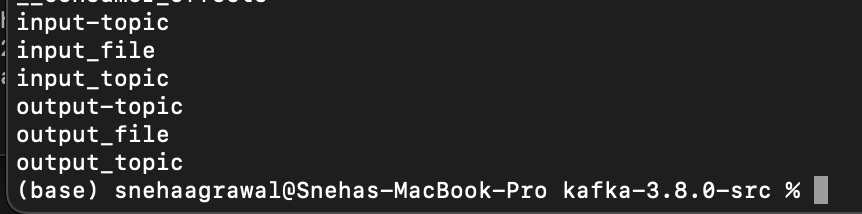 input-topic
input_file
input_topic
output-topic
output_file
output_topic
(base) snehaagrawal@Snehas-MacBook-Pro kafka-3.8.0-src %